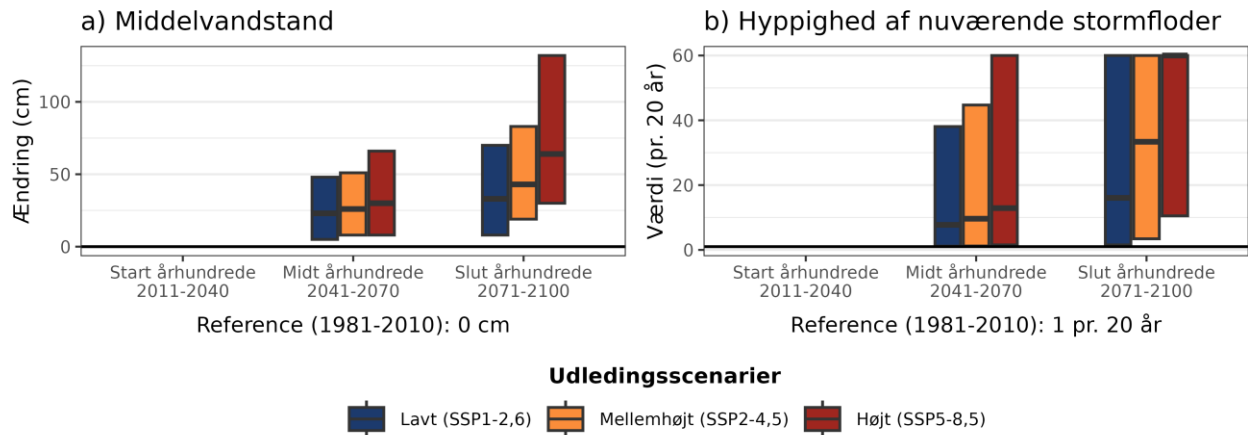 a) Middelvandstand
Ændring (cm)
100
50
0
Start århundrede
2011-2040
Midt århundrede
2041-2070
Slut århundrede
2071-2100
Reference (1981-2010): 0 cm
b) Hyppighed af nuværende stormfloder
Værdi (pr. 20 år)
60
40
20
0
Start århundrede
2011-2040
Midt århundrede
2041-2070
Slut århundrede
2071-2100
Reference (1981-2010): 1 pr. 20 år
Udledingsscenarier
Lavt (SSP1-2,6)
Mellemhøjt (SSP2-4,5)
Højt (SSP5-8,5)